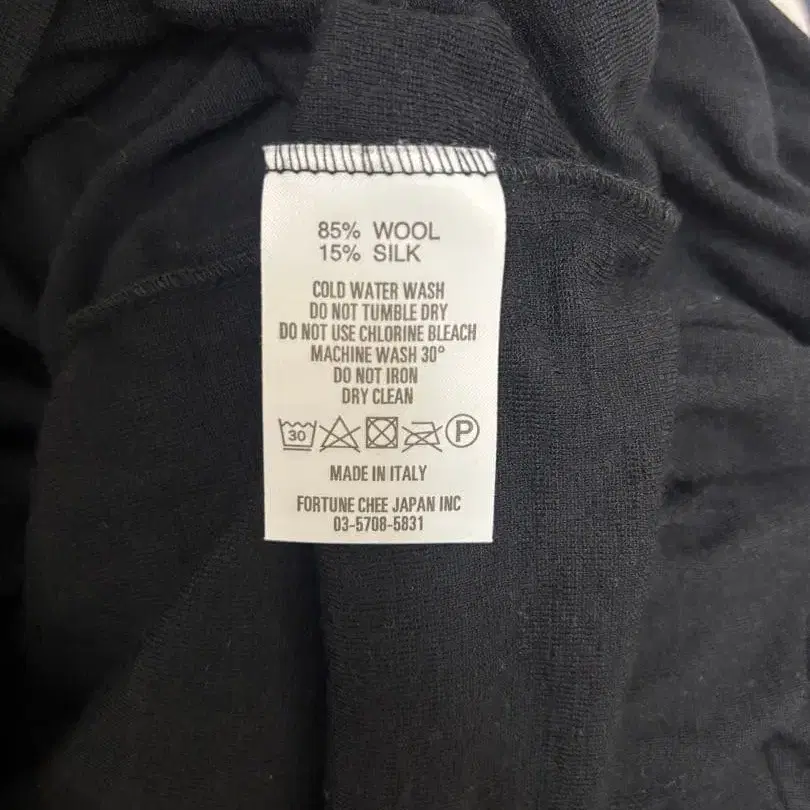 85% WOOL
15% SILK
COLD WATER WASH
DO NOT TUMBLE DRY
DO NOT USE CHLORINE BLEACH
MACHINE WASH 30°
DO NOT IRON
DRY CLEAN
30 P
MADE IN ITALY
FORTUNE CHEE JAPAN INC
03-5708-5831